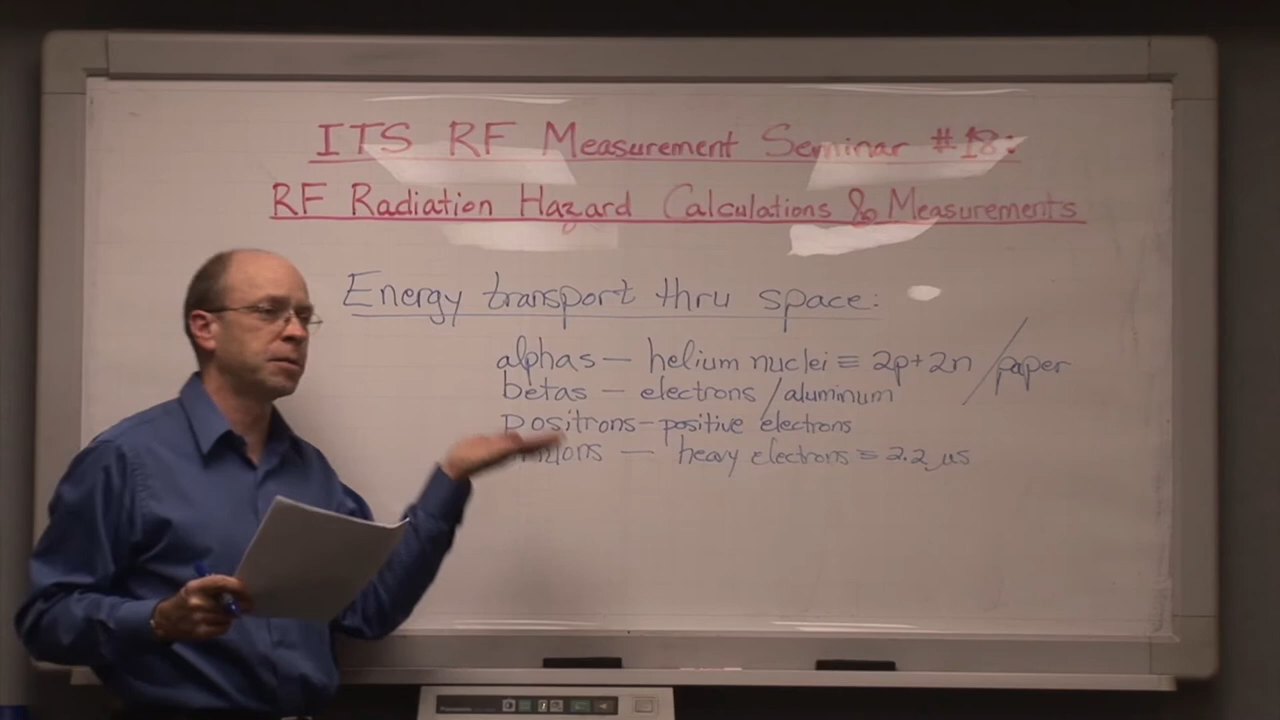 ITS RF Measurement Seminar #18:
RF Radiation Hazard Calculations & Measurements
Energy transport thru space:
alphas — helium nuclei ≡ 2p+2n / paper
betas — electrons / aluminum
positrons — positive electrons
— heavy electrons = 2.2 μs
Panasonic